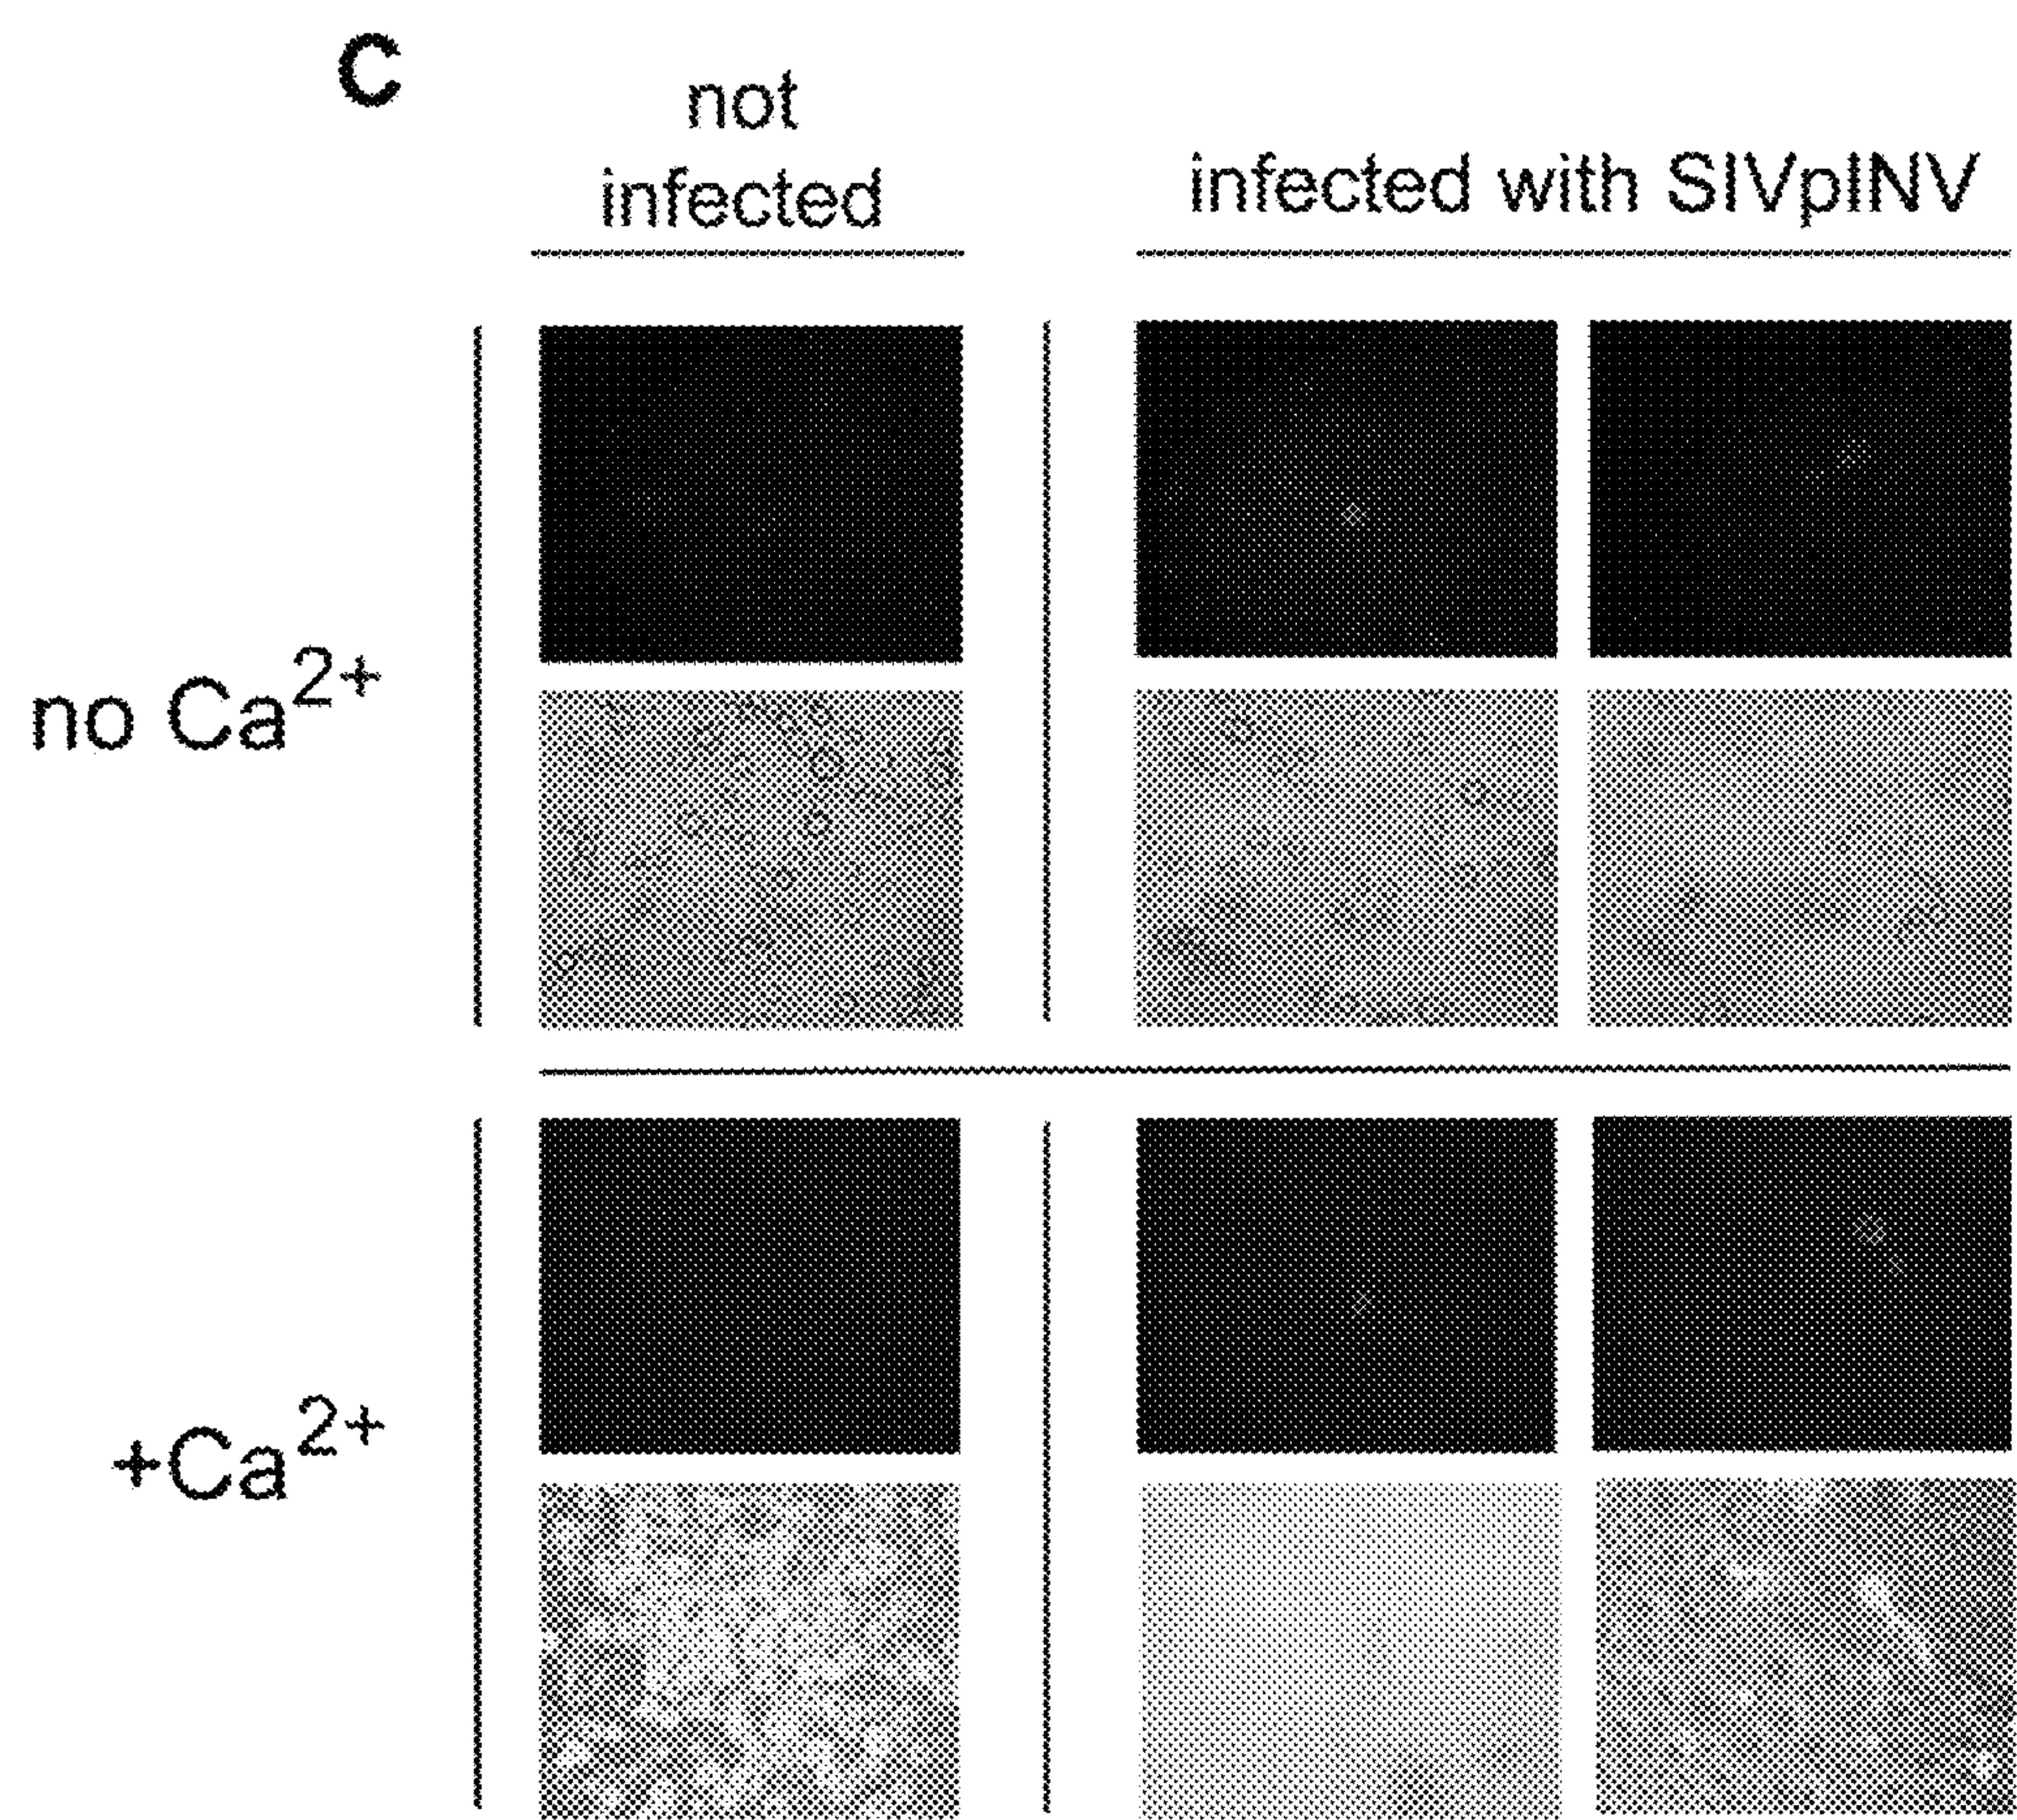 C
not
infected
infected with SIVpINV
no Ca²⁺
+Ca²⁺